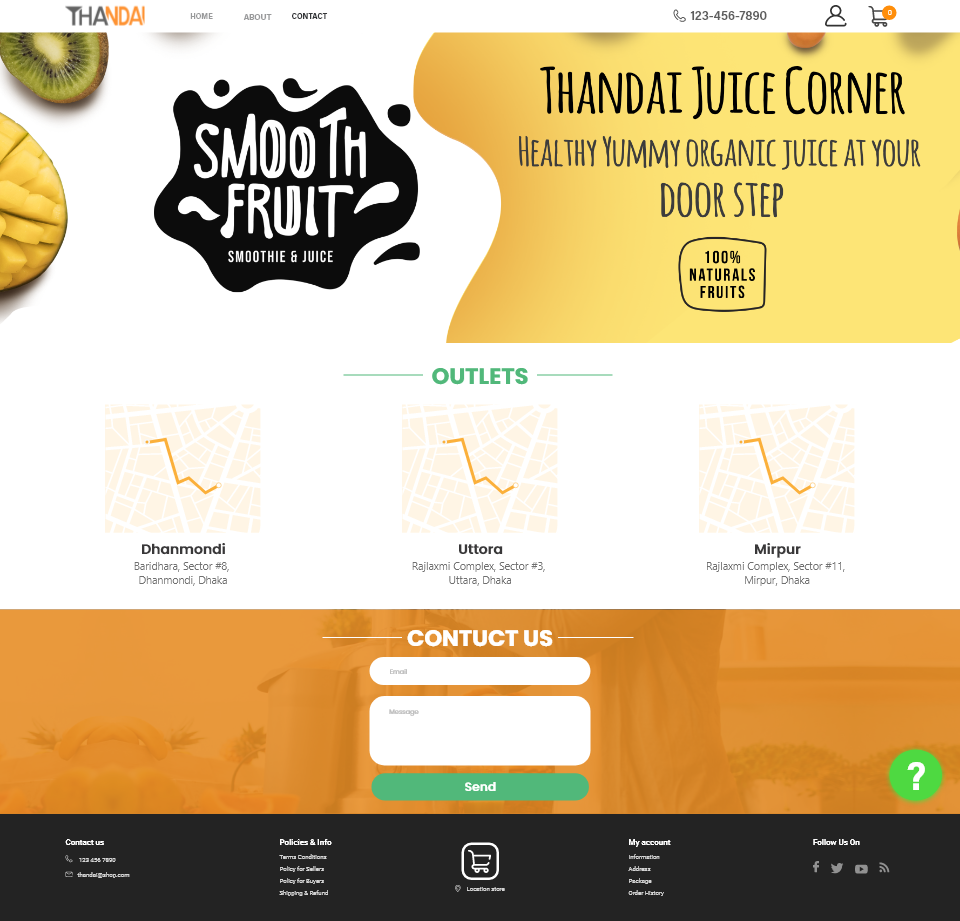 THANDAI
HOME ABOUT CONTACT
123-456-7890
0
SMOOTH
FRUIT
SMOOTHIE & JUICE
THANDAI JUICE CORNER
HEALTHY YUMMY ORGANIC JUICE AT YOUR
DOOR STEP
100%
NATURALS
FRUITS
OUTLETS
Dhanmondi
Baridhara, Sector #8,
Dhanmondi, Dhaka
Uttora
Rajlaxmi Complex, Sector #3,
Uttara, Dhaka
Mirpur
Rajlaxmi Complex, Sector #11,
Mirpur, Dhaka
CONTUCT US
Email
Message
Send
?
Contact us
123 456 7890
thandai@shop.com
Policies & Info
Terms Conditions
Policy for Sellers
Policy for Buyers
Shipping & Refund
Location store
My account
Information
Address
Package
Order History
Follow Us On